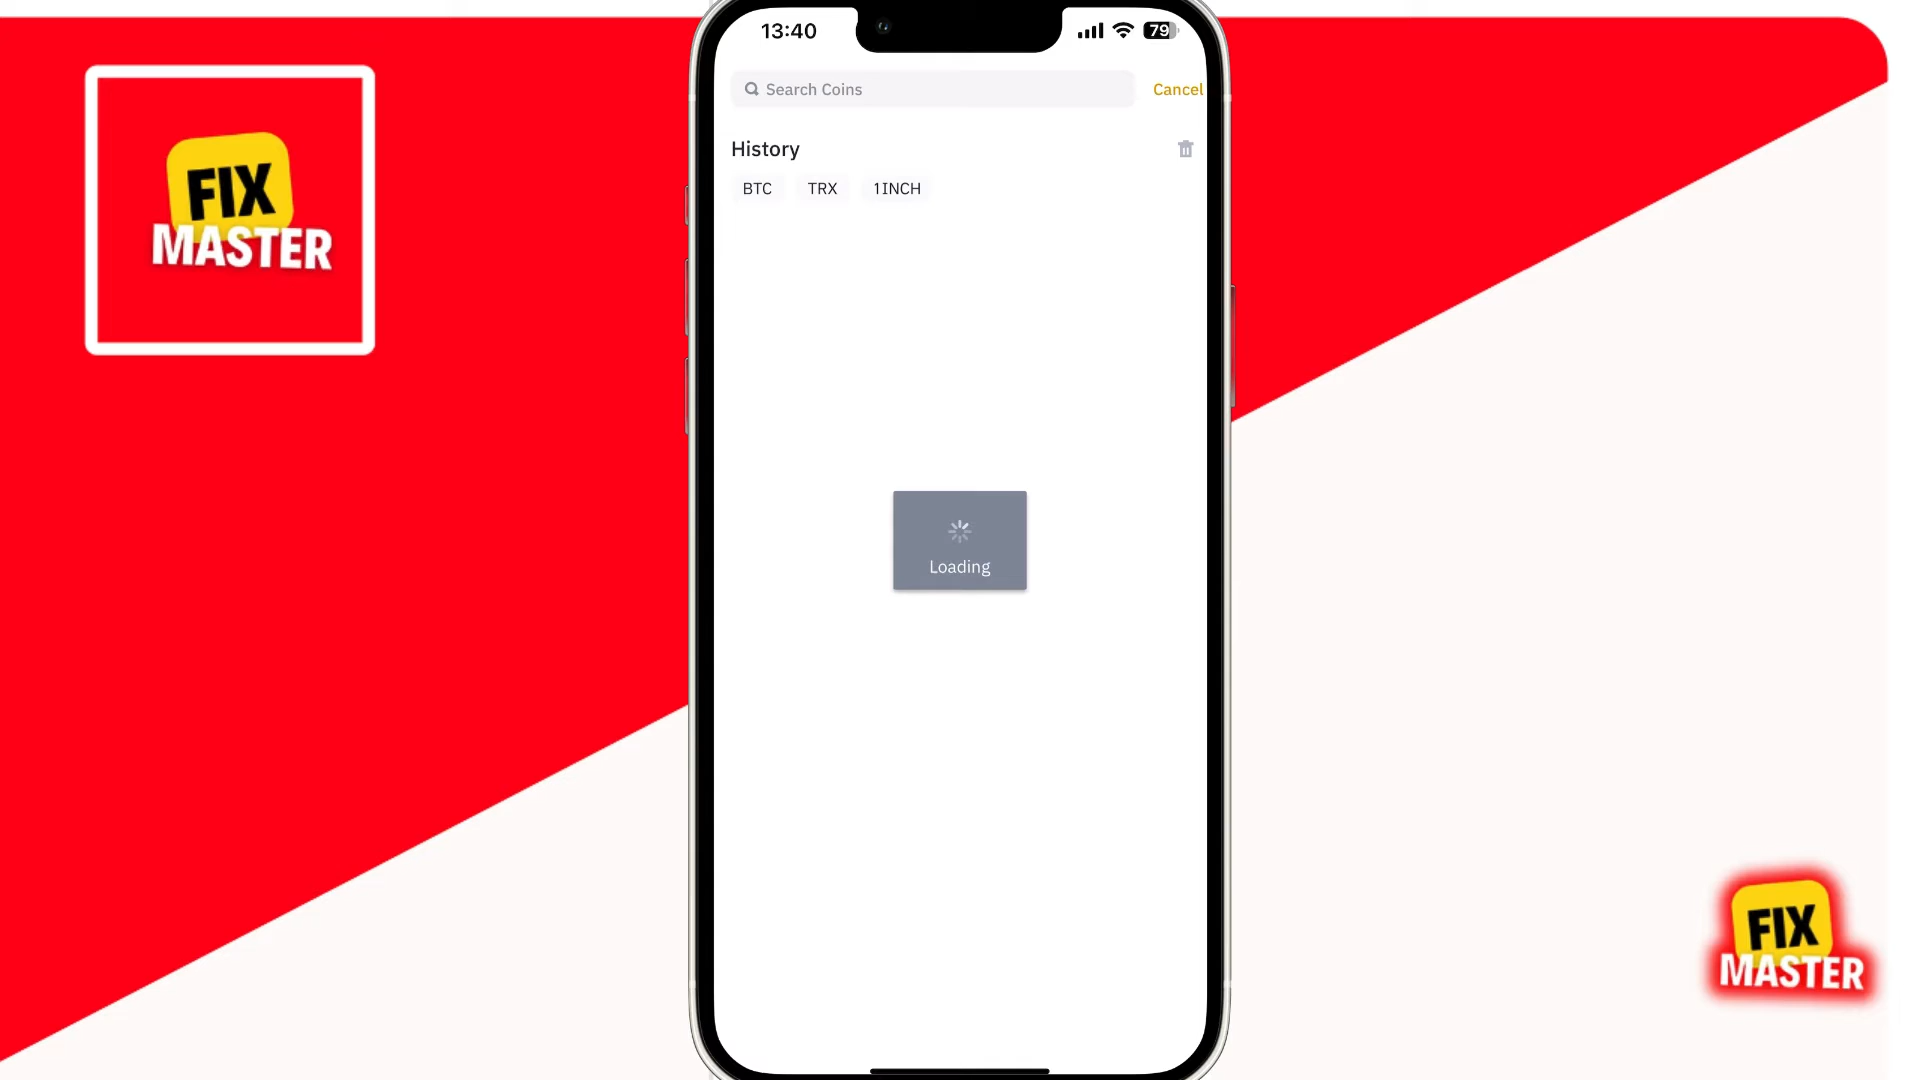 13:40
79
Search Coins
Cancel
History
BTC
TRX
1INCH
Loading
FIX
MASTER
FIX
MASTER